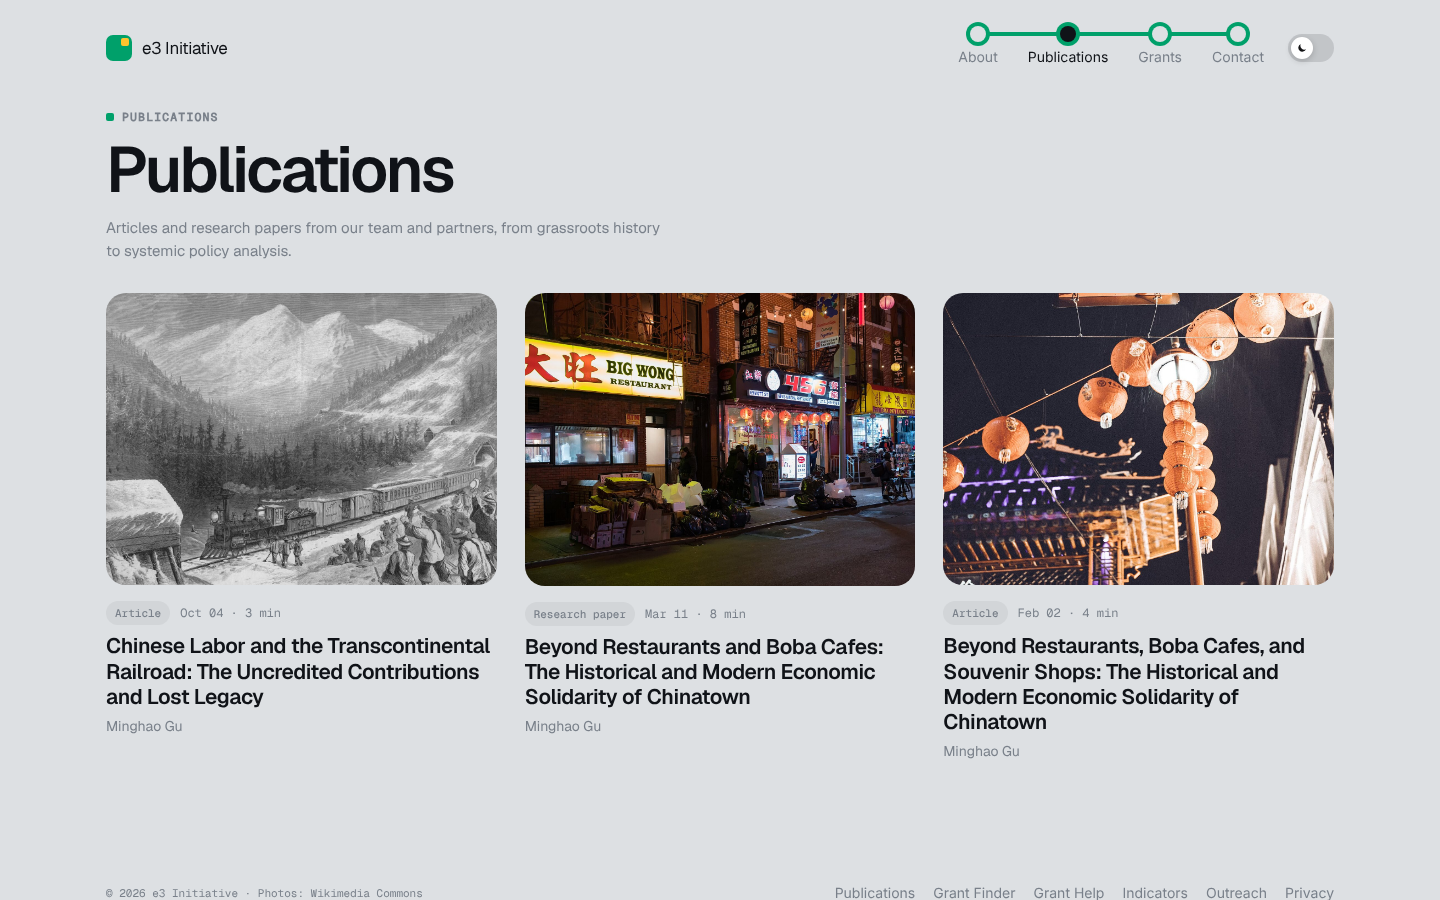 e3 Initiative
About
Publications
Grants
Contact
PUBLICATIONS
Publications
Articles and research papers from our team and partners, from grassroots history
to systemic policy analysis.
大旺 BIG WONG
RESTAURANT
456
Article
Oct 04 · 3 min
Chinese Labor and the Transcontinental
Railroad: The Uncredited Contributions
and Lost Legacy
Minghao Gu
Research paper
Mar 11 · 8 min
Beyond Restaurants and Boba Cafes:
The Historical and Modern Economic
Solidarity of Chinatown
Minghao Gu
Article
Feb 02 · 4 min
Beyond Restaurants, Boba Cafes, and
Souvenir Shops: The Historical and
Modern Economic Solidarity of
Chinatown
Minghao Gu
© 2026 e3 Initiative · Photos: Wikimedia Commons
Publications
Grant Finder
Grant Help
Indicators
Outreach
Privacy